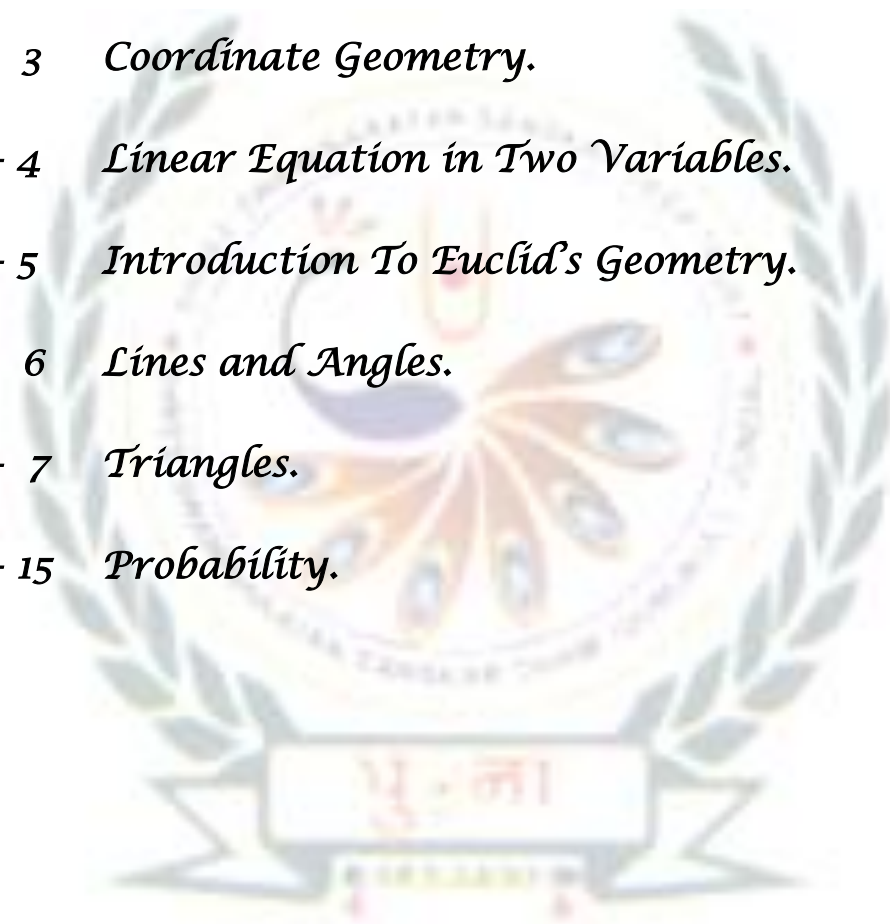 3 Coordinate Geometry.
- 4 Linear Equation in Two Variables.
- 5 Introduction To Euclid's Geometry.
6 Lines and Angles.
- 7 Triangles.
- 15 Probability.